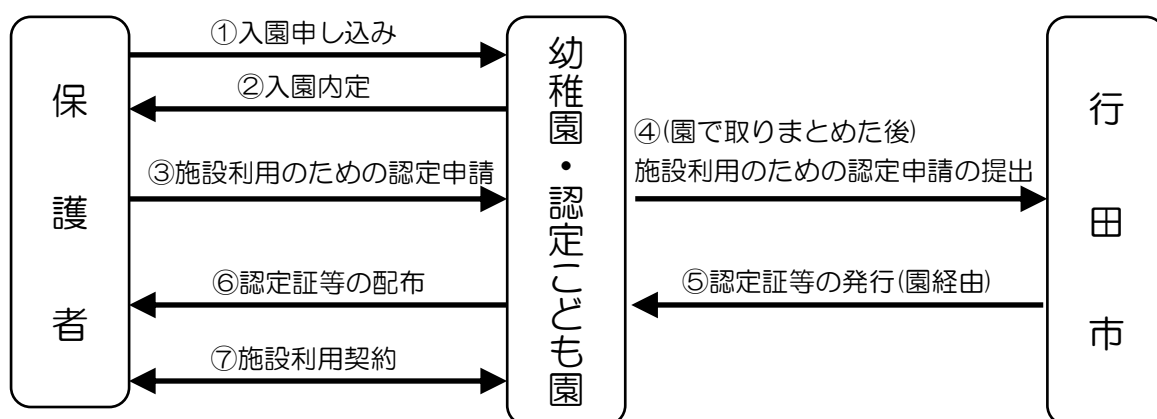 保護者
①入園申し込み
②入園内定
③施設利用のための認定申請
⑥認定証等の配布
⑦施設利用契約
幼稚園・認定こども園
④(園で取りまとめた後)
施設利用のための認定申請の提出
⑤認定証等の発行(園経由)
行田市